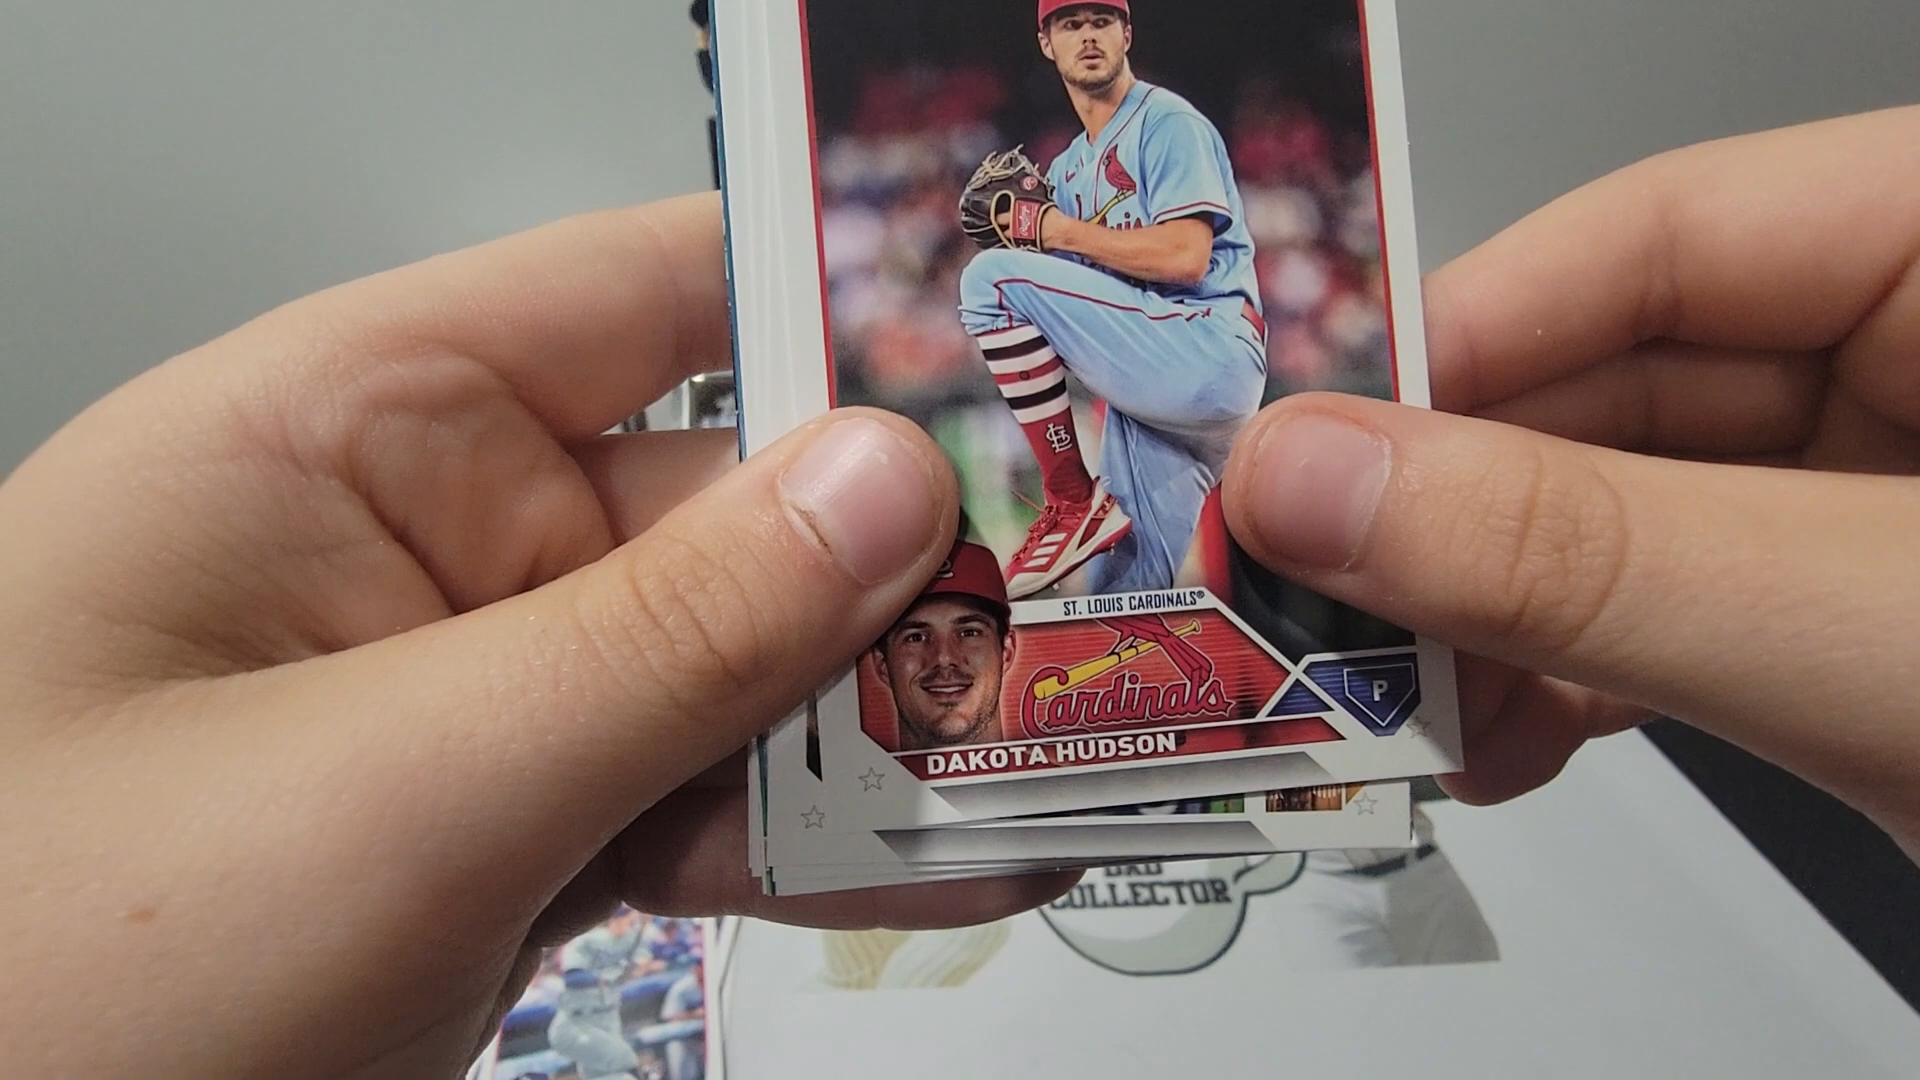 ST. LOUIS CARDINALS®
Cardinals
P
DAKOTA HUDSON
COLLECTOR